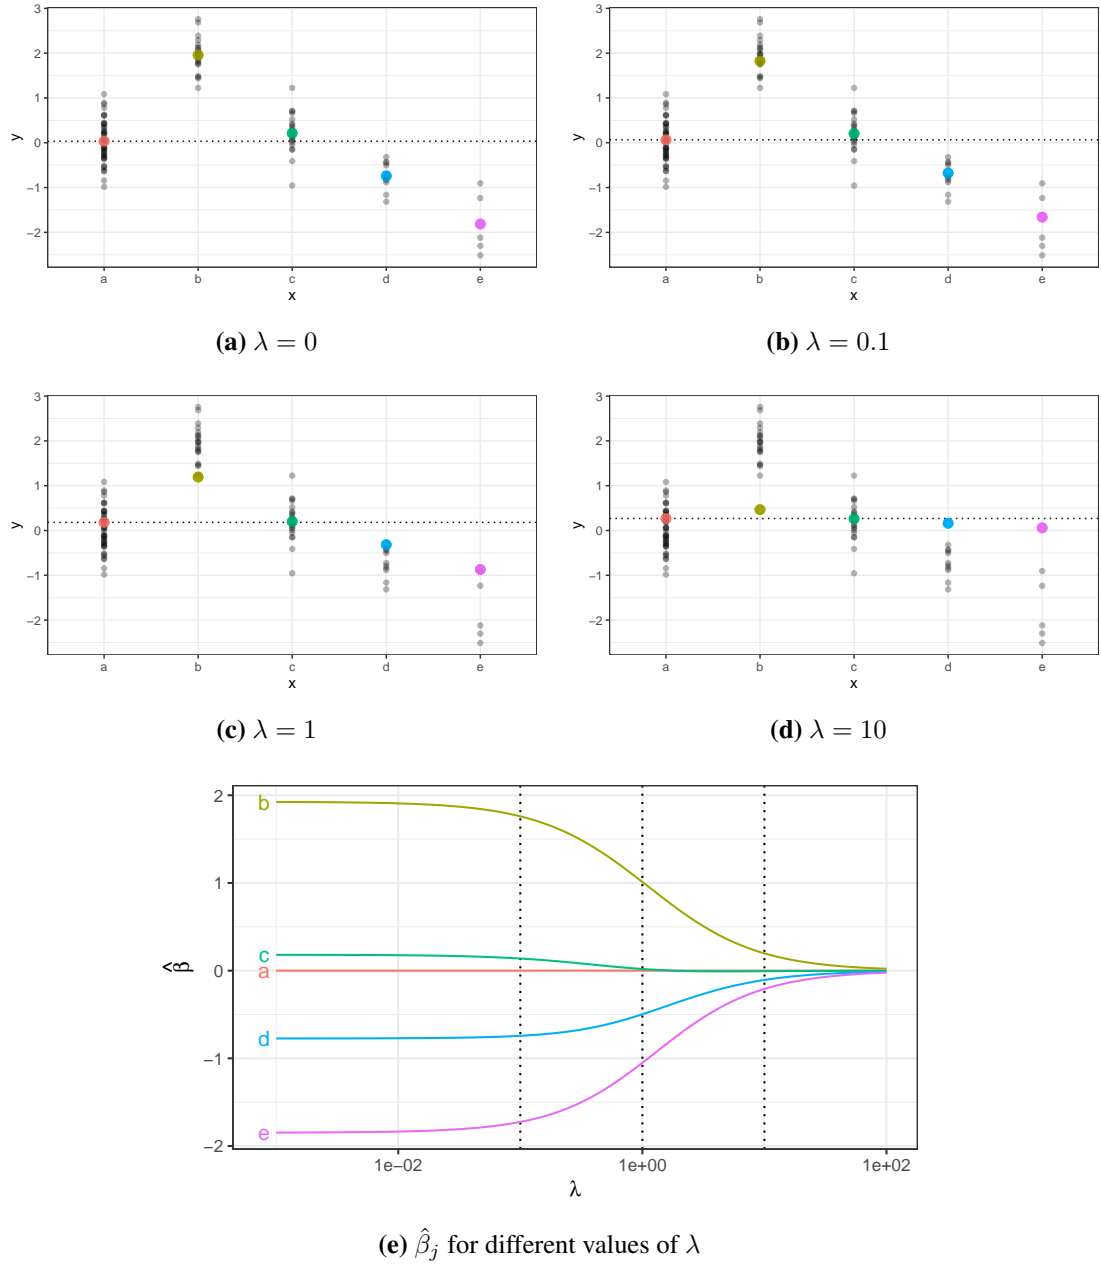 3
2
1
0
−1
−2
y
a b c d e
x
(a) λ = 0
3
2
1
0
−1
−2
y
a b c d e
x
(b) λ = 0.1
3
2
1
0
−1
−2
y
a b c d e
x
(c) λ = 1
3
2
1
0
−1
−2
y
a b c d e
x
(d) λ = 10
2
1
0
−1
−2
β̂
b
c
a
d
e
1e−02 1e+00 1e+02
λ
(e) β̂ⱼ for different values of λ